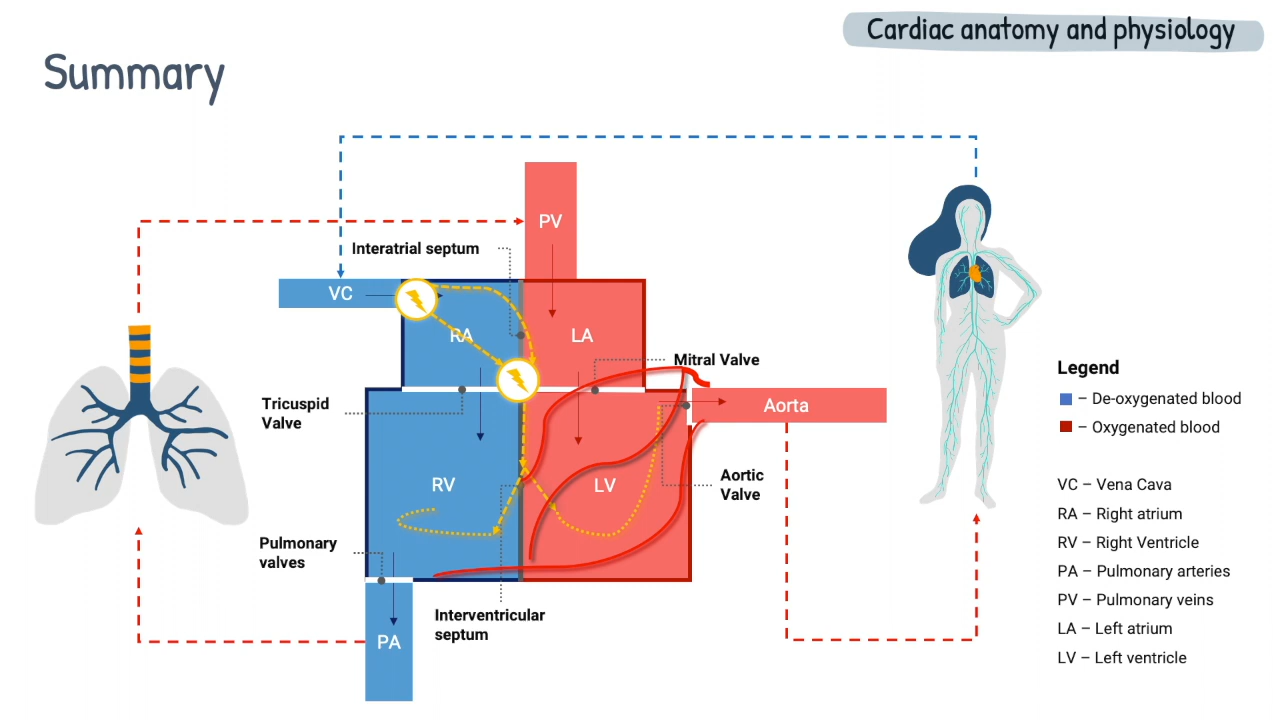 Cardiac anatomy and physiology
Summary
PV
Interatrial septum
VC
RA
LA
Mitral Valve
Tricuspid
Valve
Aorta
RV
LV
Aortic
Valve
Pulmonary
valves
Interventricular
septum
PA
Legend
– De-oxygenated blood
– Oxygenated blood
VC – Vena Cava
RA – Right atrium
RV – Right Ventricle
PA – Pulmonary arteries
PV – Pulmonary veins
LA – Left atrium
LV – Left ventricle